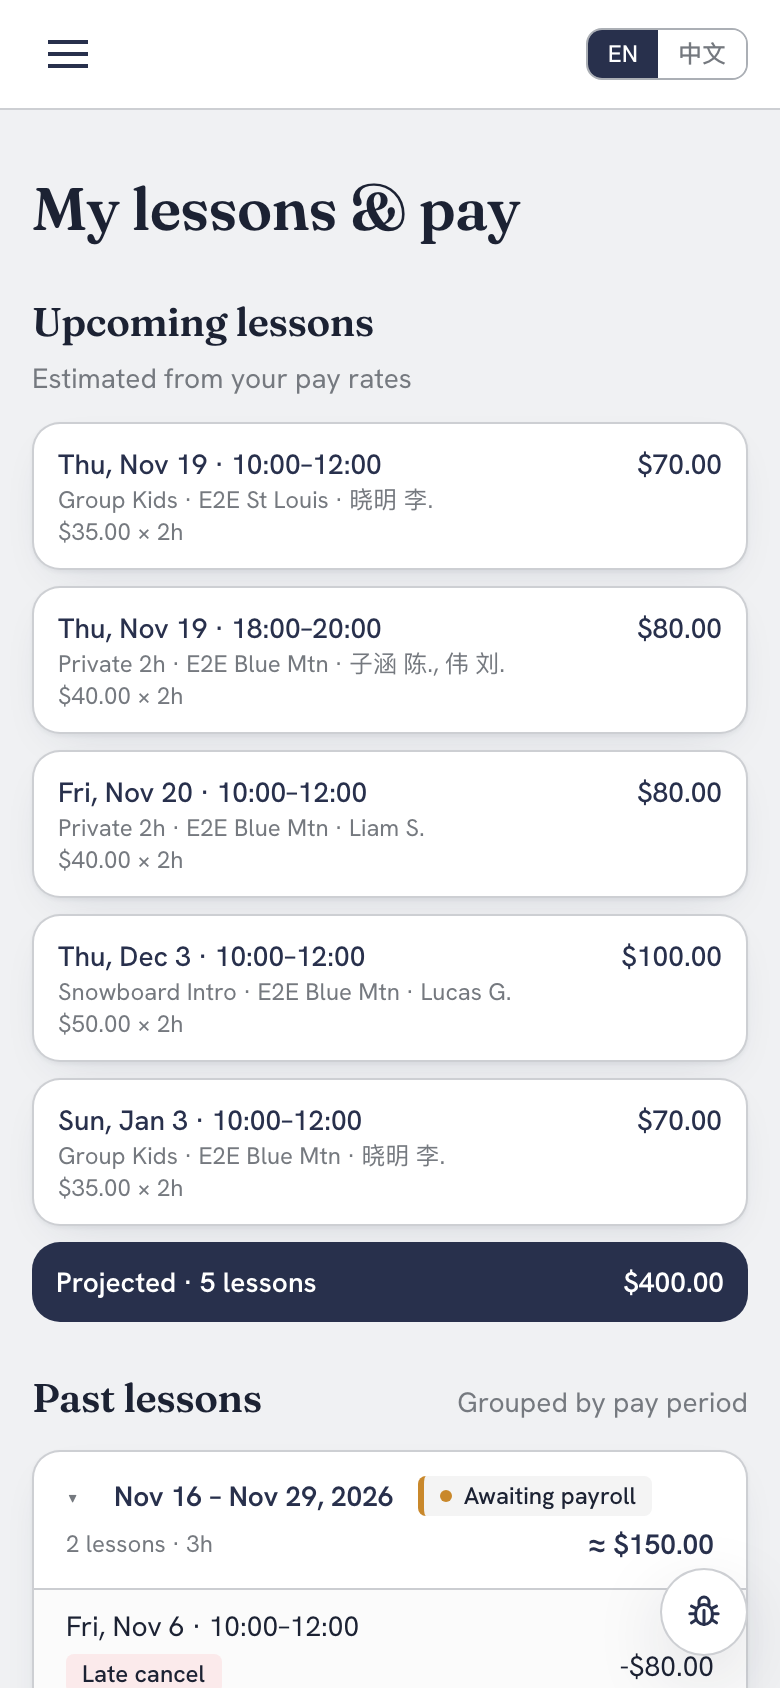 EN 中文
My lessons & pay
Upcoming lessons
Estimated from your pay rates
Thu, Nov 19 · 10:00–12:00 $70.00
Group Kids · E2E St Louis · 晓明 李.
$35.00 × 2h
Thu, Nov 19 · 18:00–20:00 $80.00
Private 2h · E2E Blue Mtn · 子涵 陈., 伟 刘.
$40.00 × 2h
Fri, Nov 20 · 10:00–12:00 $80.00
Private 2h · E2E Blue Mtn · Liam S.
$40.00 × 2h
Thu, Dec 3 · 10:00–12:00 $100.00
Snowboard Intro · E2E Blue Mtn · Lucas G.
$50.00 × 2h
Sun, Jan 3 · 10:00–12:00 $70.00
Group Kids · E2E Blue Mtn · 晓明 李.
$35.00 × 2h
Projected · 5 lessons $400.00
Past lessons Grouped by pay period
Nov 16 – Nov 29, 2026 Awaiting payroll
2 lessons · 3h ≈ $150.00
Fri, Nov 6 · 10:00–12:00
Late cancel -$80.00